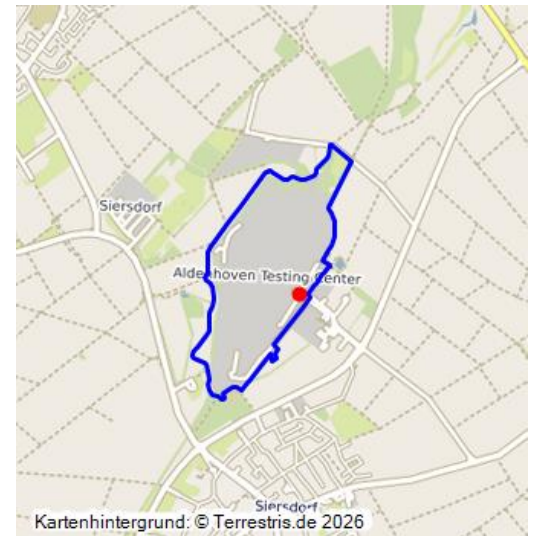 Siersdorf
Aldenhoven Testing Center
Siersdorf
Kartenhintergrund: © Terrestris.de 2026